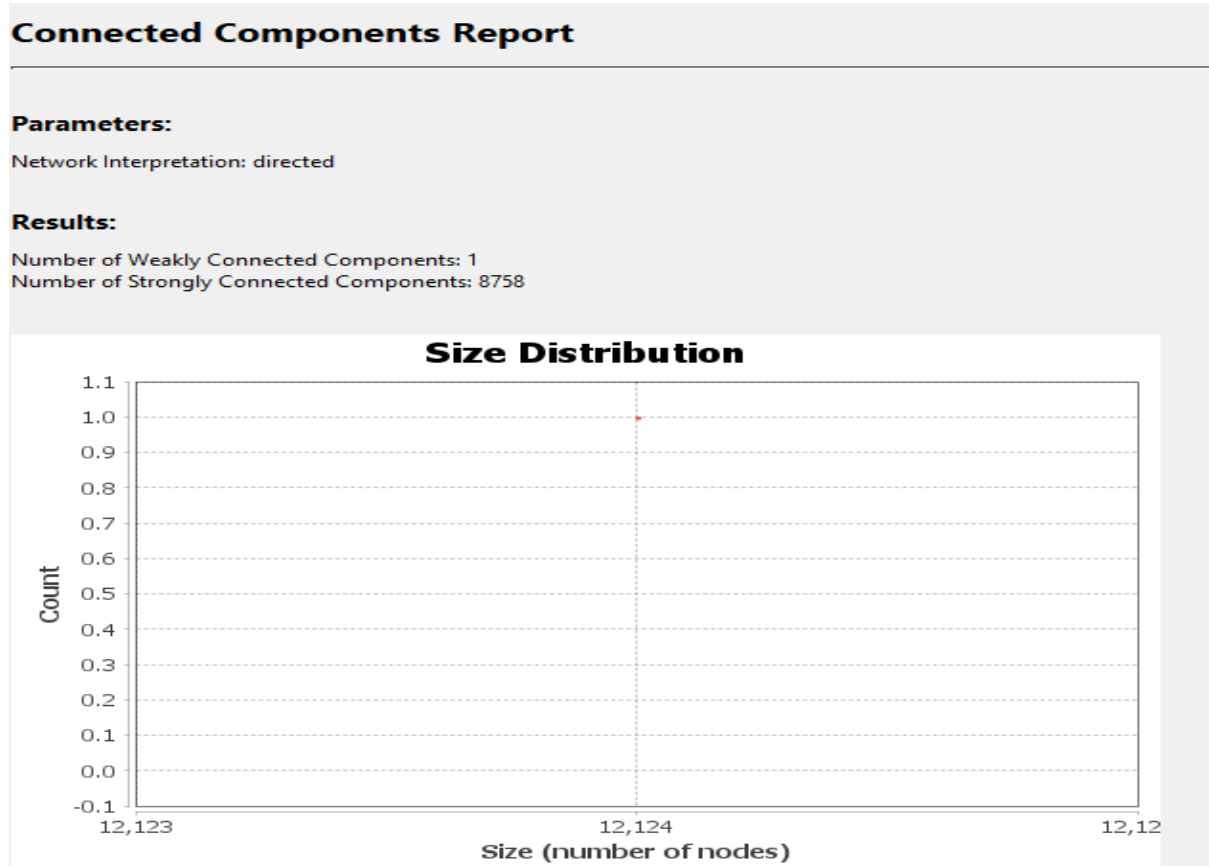 Connected Components Report
Parameters:
Network Interpretation: directed
Results:
Number of Weakly Connected Components: 1
Number of Strongly Connected Components: 8758
Size Distribution
1.1
1.0
0.9
0.8
0.7
0.6
0.5
0.4
0.3
0.2
0.1
0.0
-0.1
Count
12,123 12,124 12,12
Size (number of nodes)